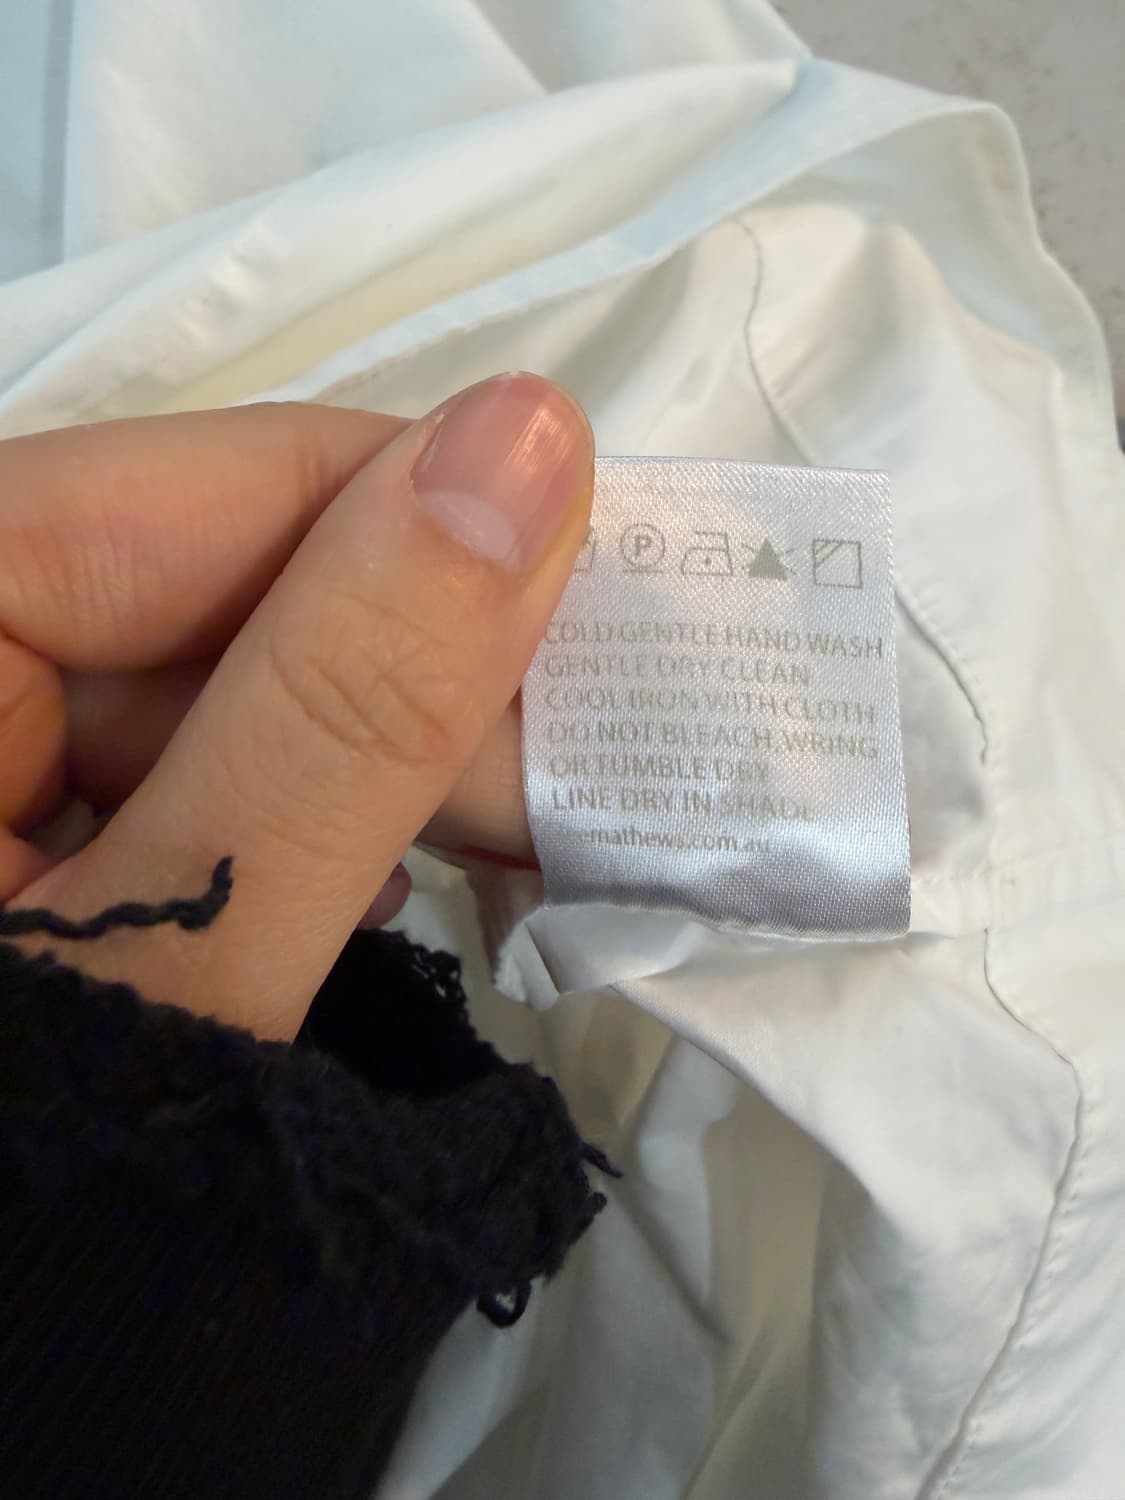 P
COLD GENTLE HAND WASH
GENTLE DRY CLEAN
COOL IRON WITH CLOTH
DO NOT BLEACH, WRING
OR TUMBLE DRY
LINE DRY IN SHADE